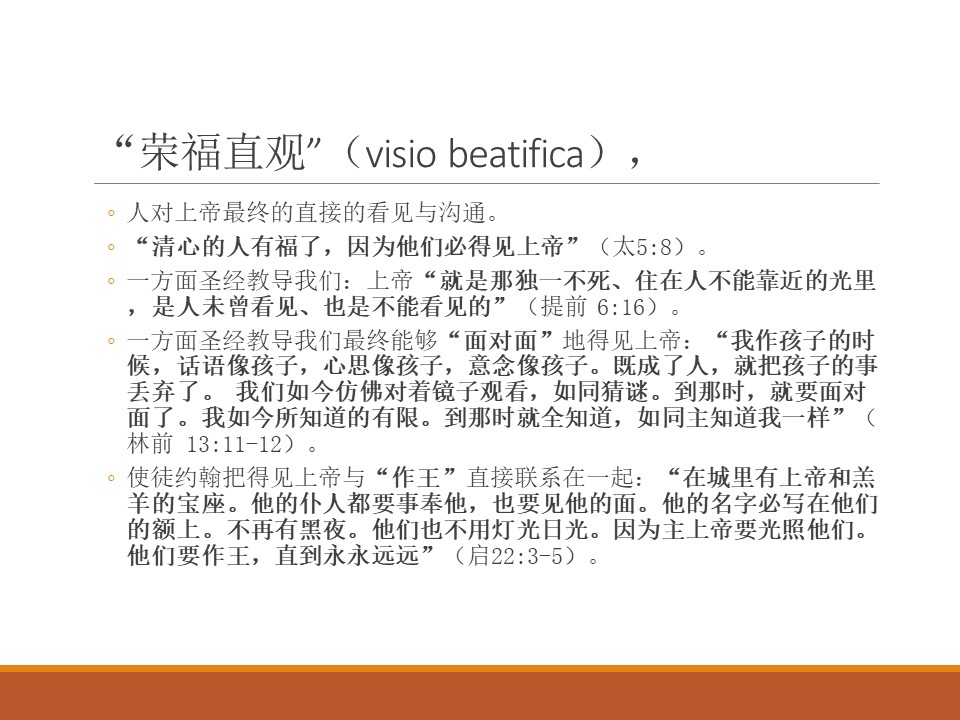 “荣福直观”（visio beatifica），
◦ 人对上帝最终的直接的看见与沟通。
◦ “清心的人有福了，因为他们必得见上帝”（太5:8）。
◦ 一方面圣经教导我们：上帝“就是那独一不死、住在人不能靠近的光里
，是人未曾看见、也是不能看见的”（提前 6:16）。
◦ 一方面圣经教导我们最终能够“面对面”地得见上帝：“我作孩子的时
候，话语像孩子，心思像孩子，意念像孩子。既成了人，就把孩子的事
丢弃了。 我们如今仿佛对着镜子观看，如同猜谜。到那时，就要面对
面了。我如今所知道的有限。到那时就全知道，如同主知道我一样”（
林前 13:11-12）。
◦ 使徒约翰把得见上帝与“作王”直接联系在一起：“在城里有上帝和羔
羊的宝座。他的仆人都要事奉他，也要见他的面。他的名字必写在他们
的额上。不再有黑夜。他们也不用灯光日光。因为主上帝要光照他们。
他们要作王，直到永永远远”（启22:3-5）。